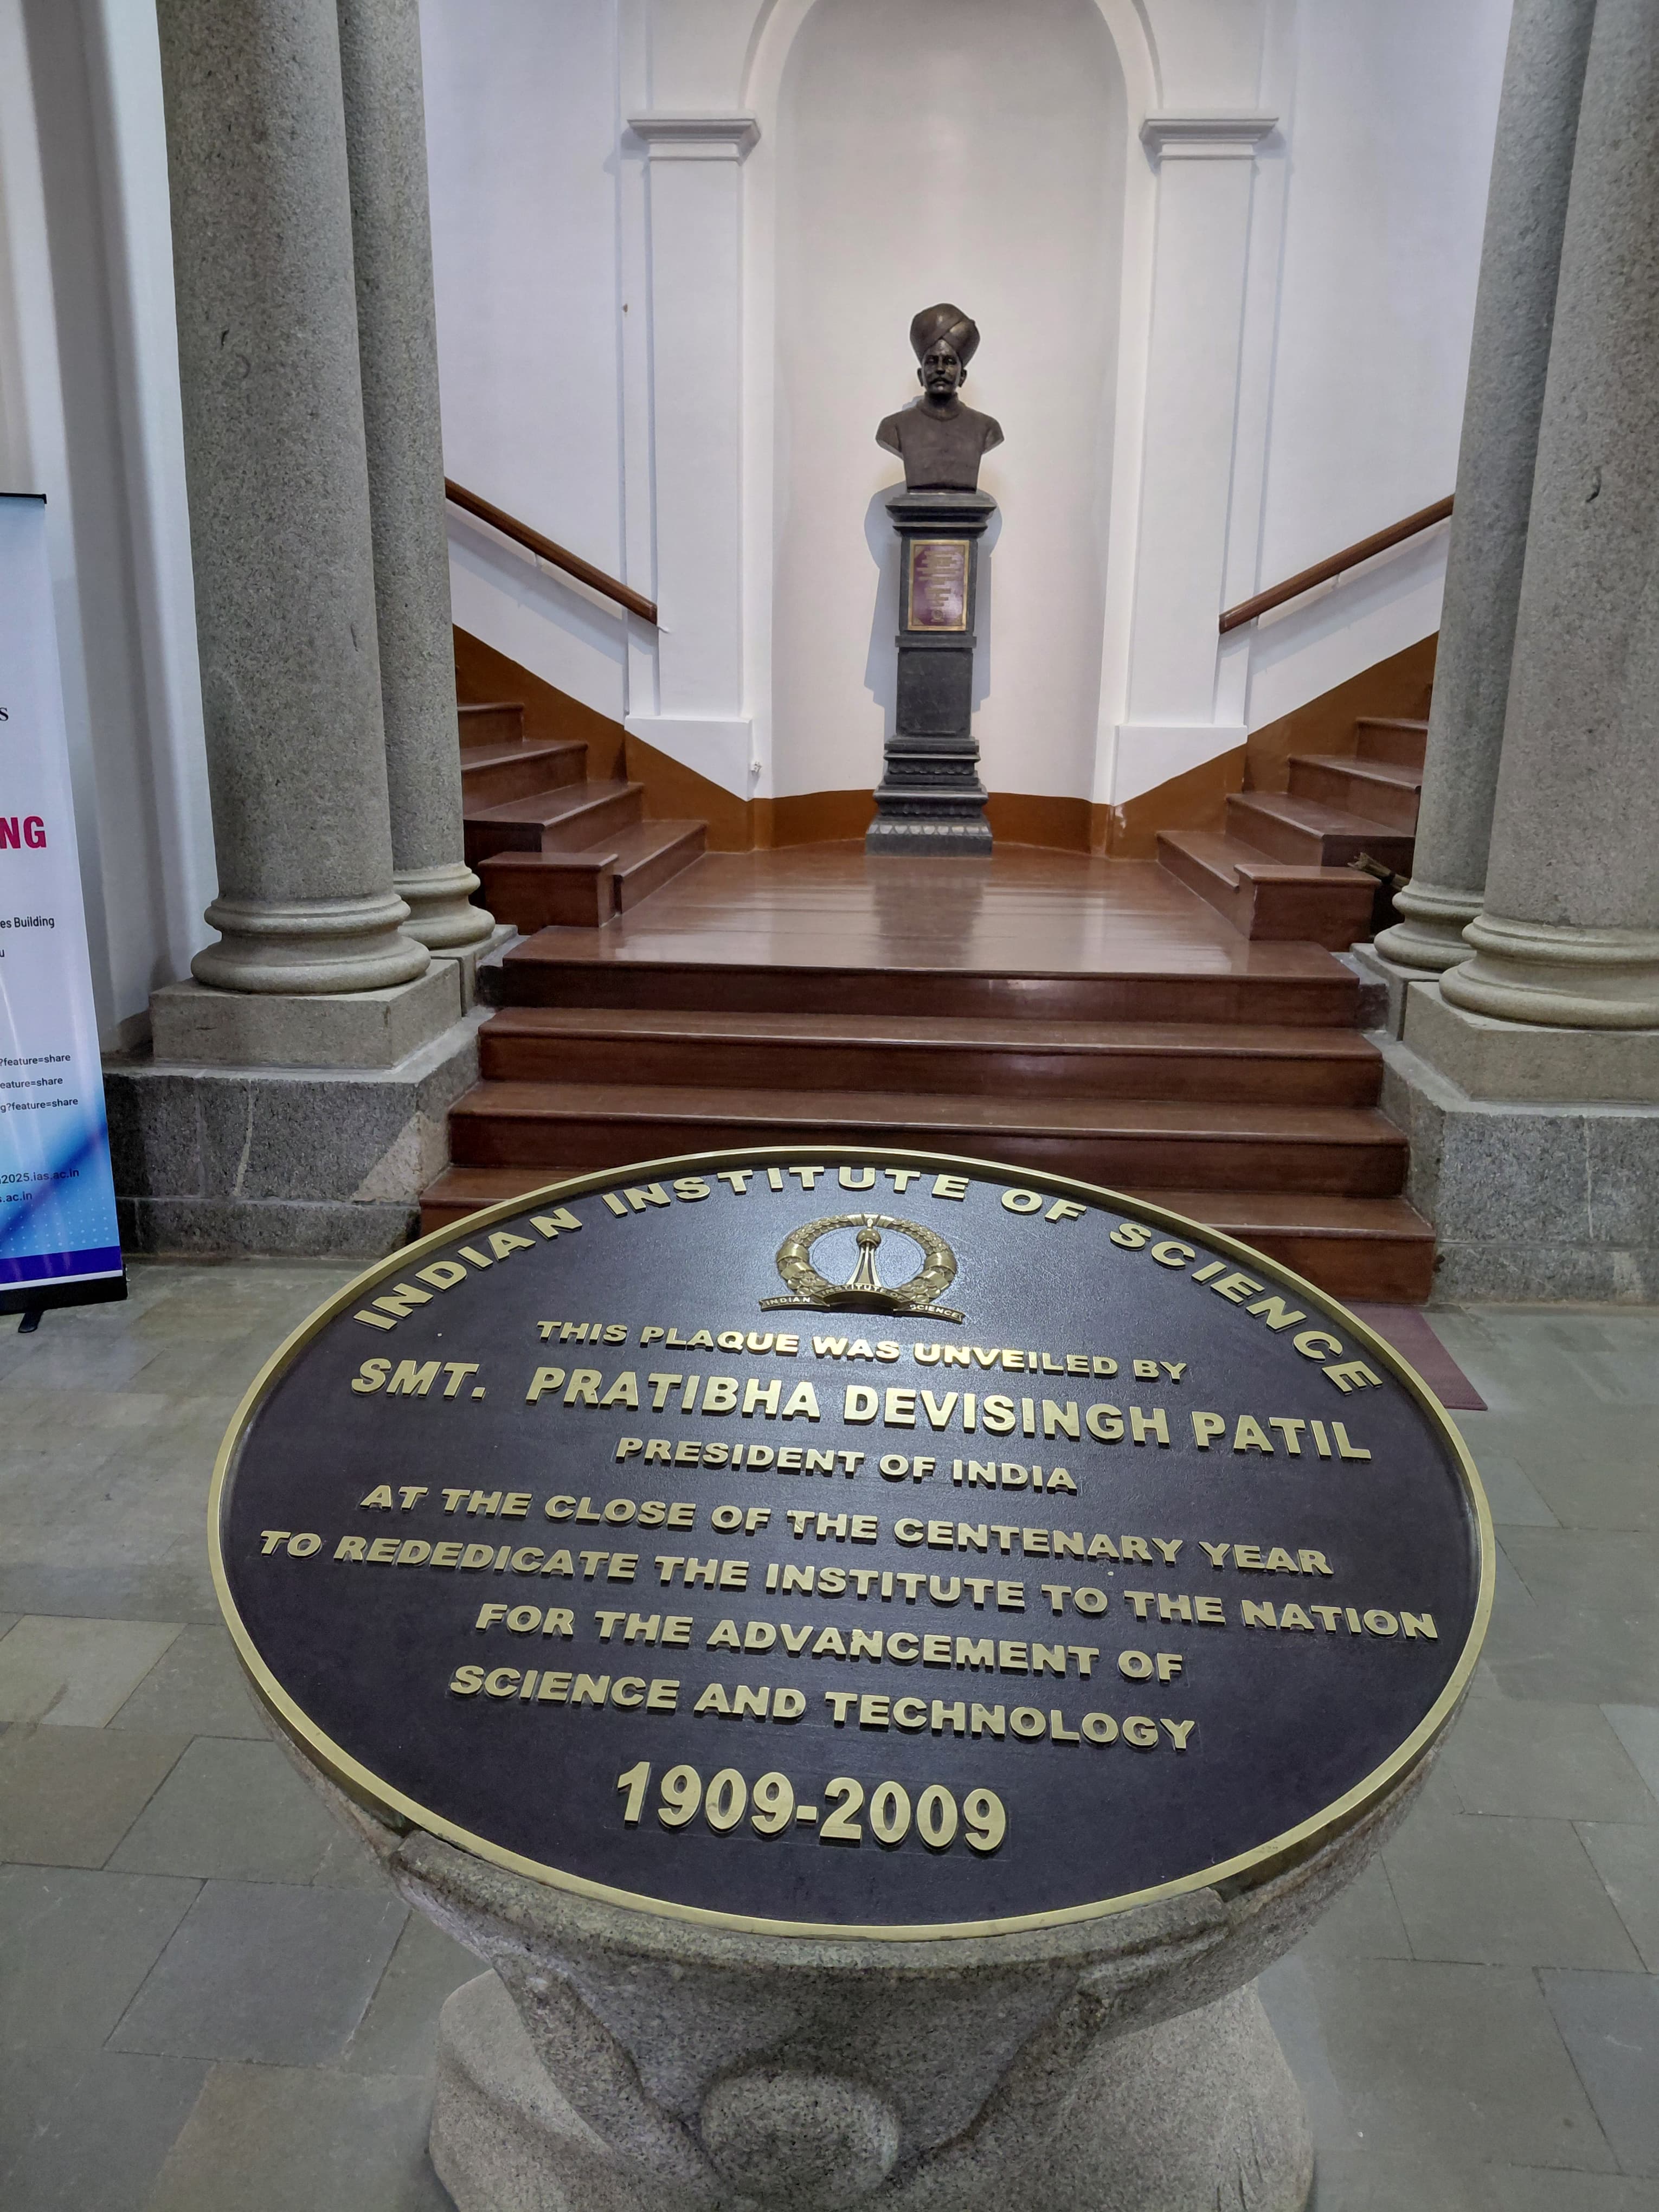 INDIAN INSTITUTE OF SCIENCE
INDIAN INSTITUTE OF SCIENCE
THIS PLAQUE WAS UNVEILED BY
SMT. PRATIBHA DEVISINGH PATIL
PRESIDENT OF INDIA
AT THE CLOSE OF THE CENTENARY YEAR
TO REDEDICATE THE INSTITUTE TO THE NATION
FOR THE ADVANCEMENT OF
SCIENCE AND TECHNOLOGY
1909-2009
S
NG
es Building
u
?feature=share
eature=share
g?feature=share
2025.ias.ac.in
s.ac.in